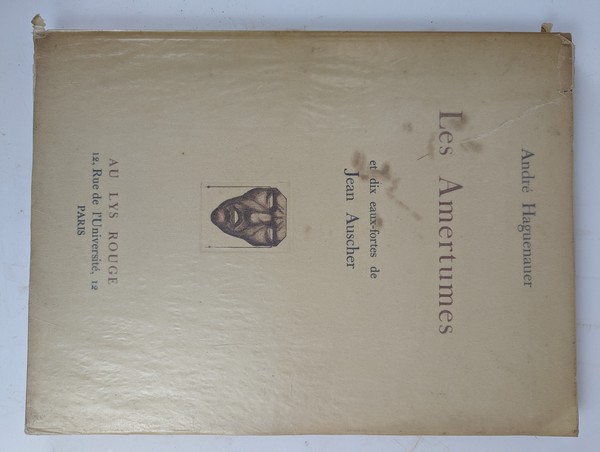 André Haguenauer
Les Amertumes
et dix eaux-fortes de
Jean Auscher
AU LYS ROUGE
12, Rue de l'Université, 12
PARIS